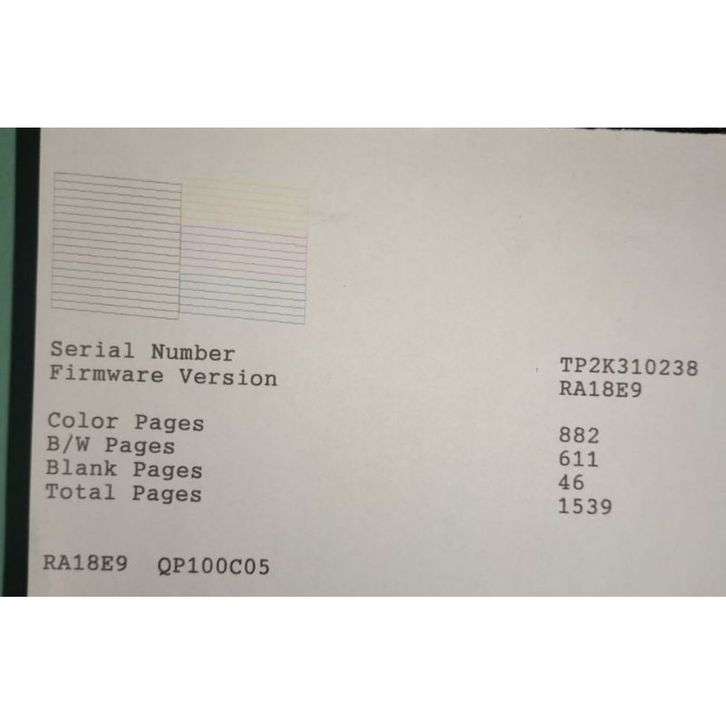 Serial Number TP2K310238
Firmware Version RA18E9
Color Pages 882
B/W Pages 611
Blank Pages 46
Total Pages 1539
RA18E9 QP100C05